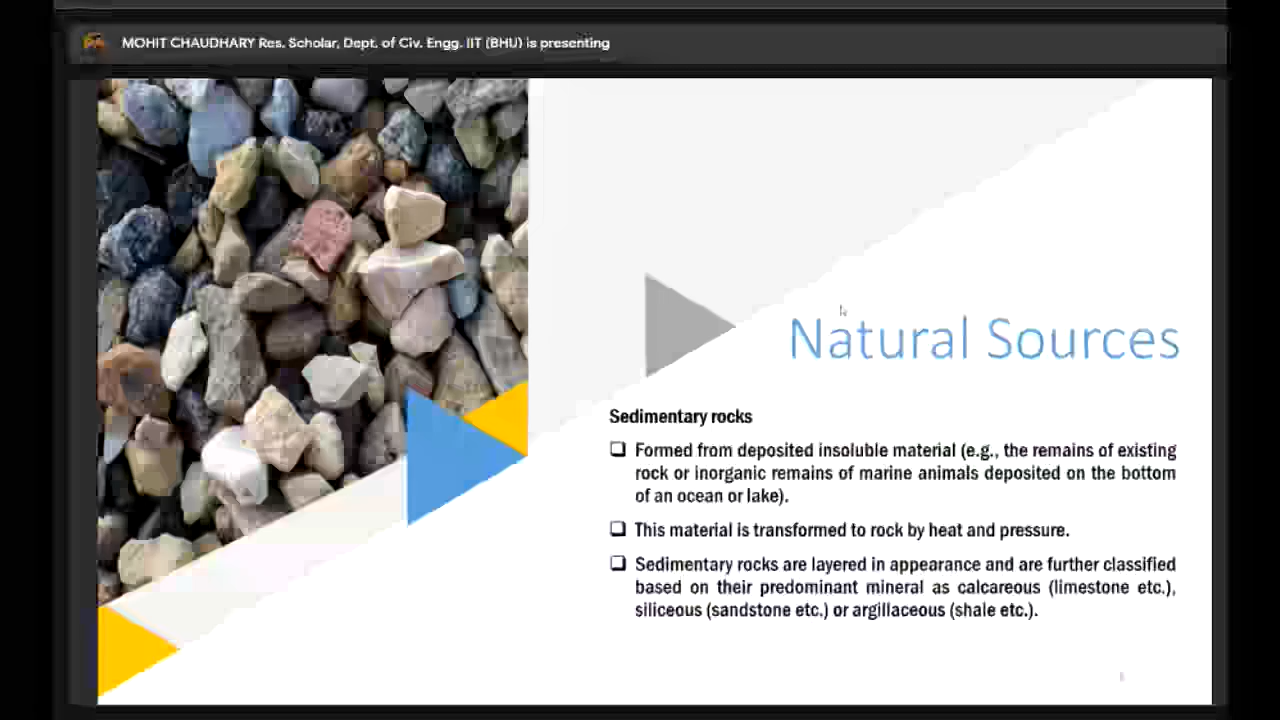 MOHIT CHAUDHARY Res. Scholar, Dept. of Civ. Engg. IIT (BHU) is presenting
Natural Sources
Sedimentary rocks
❑ Formed from deposited insoluble material (e.g., the remains of existing
rock or inorganic remains of marine animals deposited on the bottom
of an ocean or lake).
❑ This material is transformed to rock by heat and pressure.
❑ Sedimentary rocks are layered in appearance and are further classified
based on their predominant mineral as calcareous (limestone etc.),
siliceous (sandstone etc.) or argillaceous (shale etc.).